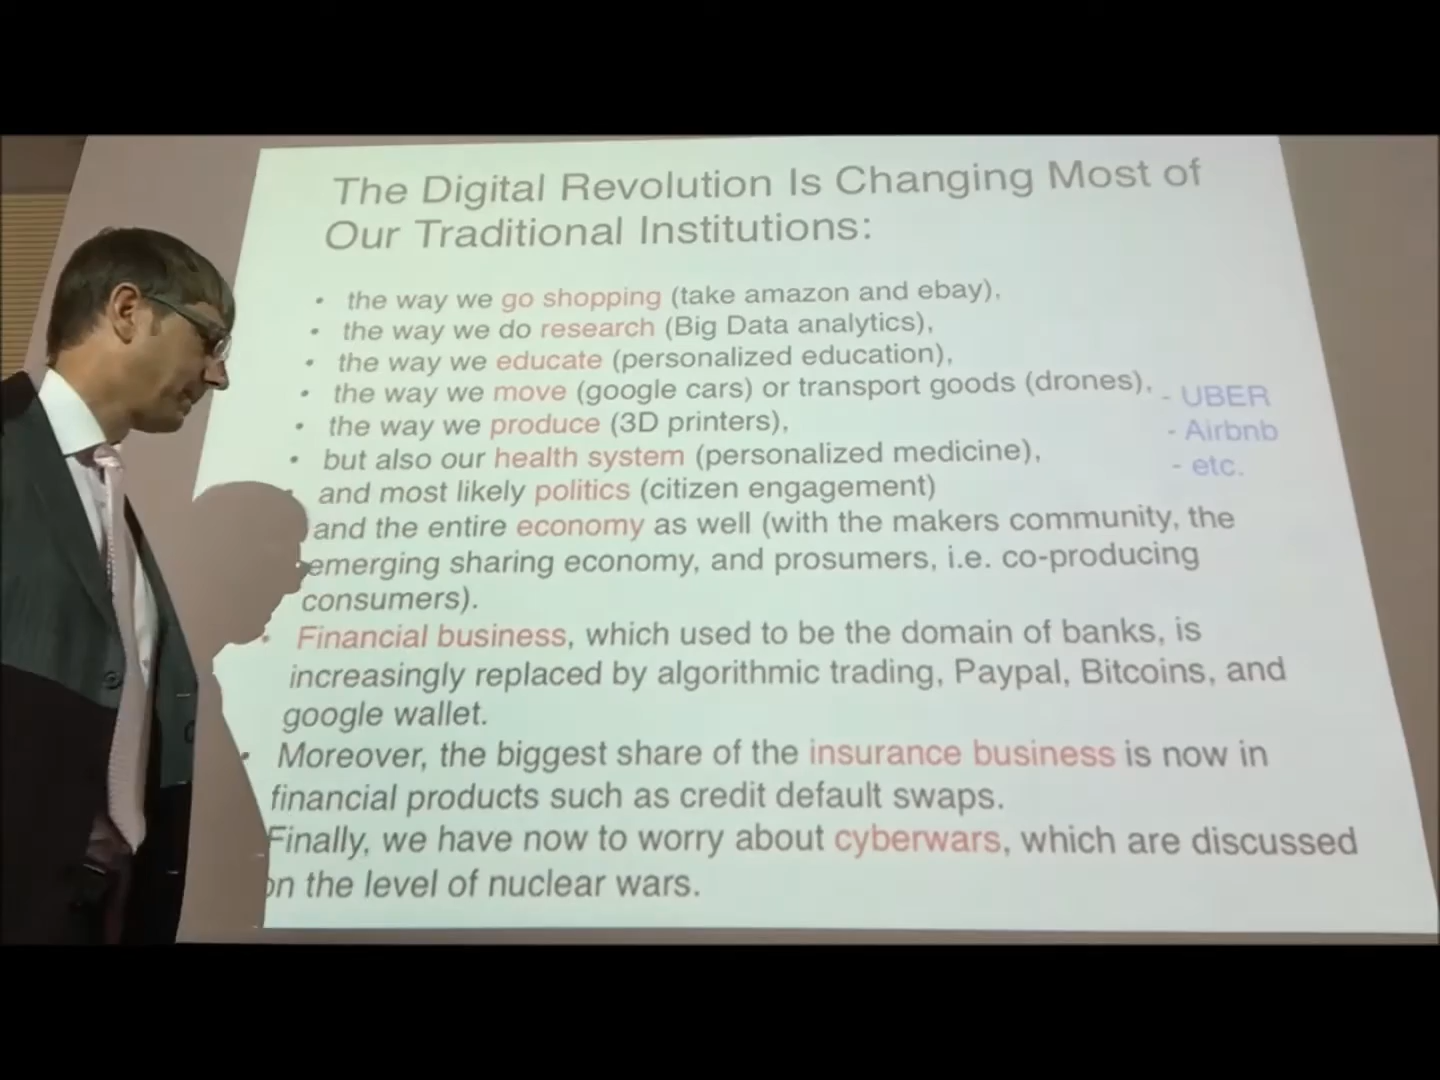 The Digital Revolution Is Changing Most of
Our Traditional Institutions:
• the way we go shopping (take amazon and ebay),
• the way we do research (Big Data analytics),
• the way we educate (personalized education),
• the way we move (google cars) or transport goods (drones),
• the way we produce (3D printers),
• but also our health system (personalized medicine),
and most likely politics (citizen engagement)
and the entire economy as well (with the makers community, the
emerging sharing economy, and prosumers, i.e. co-producing
consumers).
• Financial business, which used to be the domain of banks, is
increasingly replaced by algorithmic trading, Paypal, Bitcoins, and
google wallet.
• Moreover, the biggest share of the insurance business is now in
financial products such as credit default swaps.
Finally, we have now to worry about cyberwars, which are discussed
on the level of nuclear wars.
- UBER
- Airbnb
- etc.